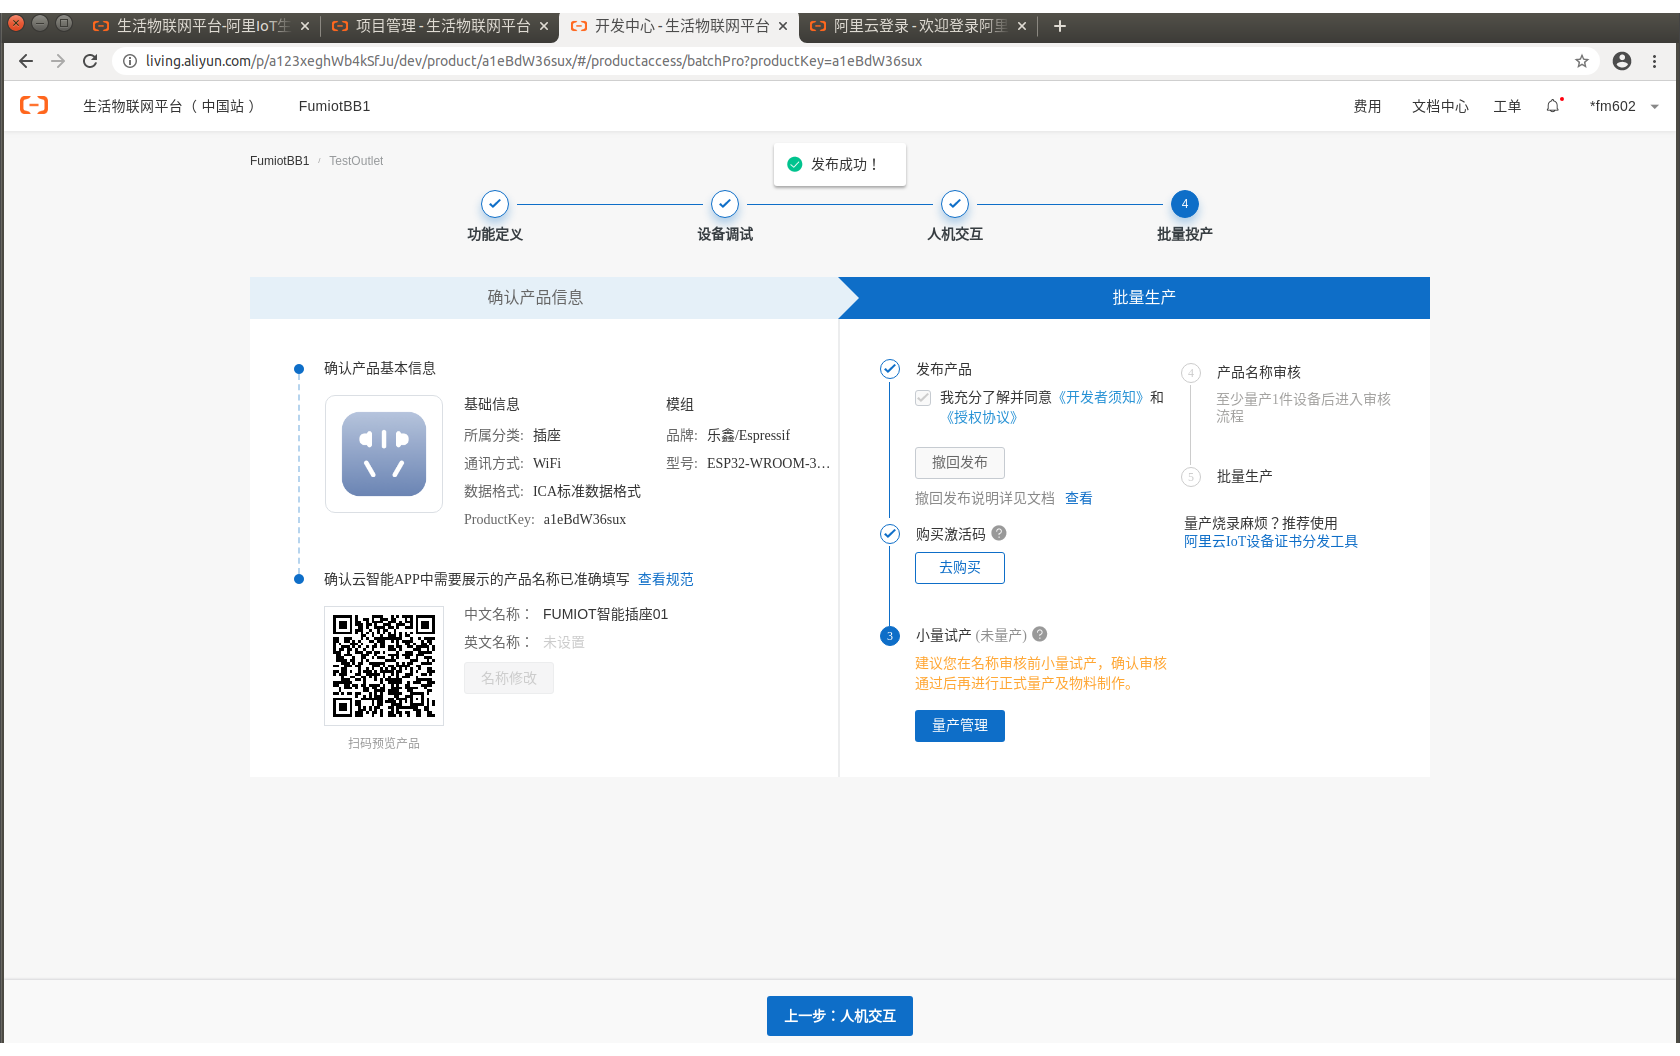 生活物联网平台-阿里IoT生
项目管理 - 生活物联网平台
开发中心 - 生活物联网平台
阿里云登录 - 欢迎登录阿里
living.aliyun.com/p/a123xeghWb4kSfJu/dev/product/a1eBdW36sux/#/productaccess/batchPro?productKey=a1eBdW36sux
生活物联网平台（ 中国站 ） FumiotBB1 费用 文档中心 工单 *fm602
FumiotBB1 / TestOutlet
发布成功！
4
功能定义 设备调试 人机交互 批量投产
确认产品信息
批量生产
确认产品基本信息
基础信息 模组
所属分类: 插座 品牌: 乐鑫/Espressif
通讯方式: WiFi 型号: ESP32-WROOM-3...
数据格式: ICA标准数据格式
ProductKey: a1eBdW36sux
确认云智能APP中需要展示的产品名称已准确填写 查看规范
中文名称： FUMIOT智能插座01
英文名称： 未设置
名称修改
扫码预览产品
发布产品
我充分了解并同意《开发者须知》和
《授权协议》
撤回发布
撤回发布说明详见文档 查看
购买激活码 ?
去购买
3 小量试产 (未量产) ?
建议您在名称审核前小量试产，确认审核
通过后再进行正式量产及物料制作。
量产管理
4 产品名称审核
至少量产1件设备后进入审核
流程
5 批量生产
量产烧录麻烦？推荐使用
阿里云IoT设备证书分发工具
上一步：人机交互